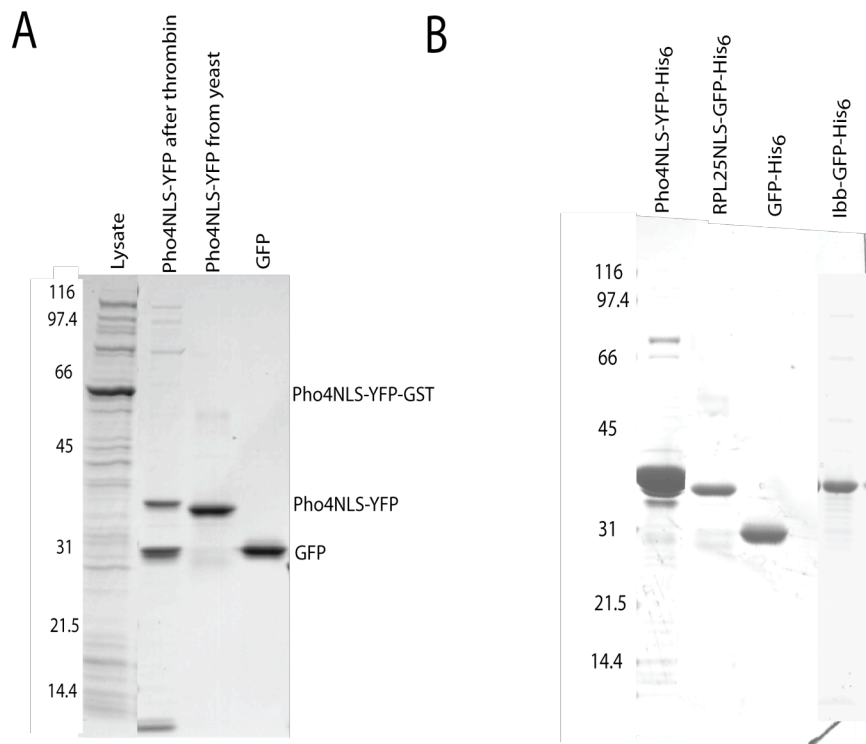 A
Lysate
Pho4NLS-YFP after thrombin
Pho4NLS-YFP from yeast
GFP
116
97.4
66
45
31
21.5
14.4
Pho4NLS-YFP-GST
Pho4NLS-YFP
GFP
B
Pho4NLS-YFP-His6
RPL25NLS-GFP-His6
GFP-His6
Ibb-GFP-His6
116
97.4
66
45
31
21.5
14.4